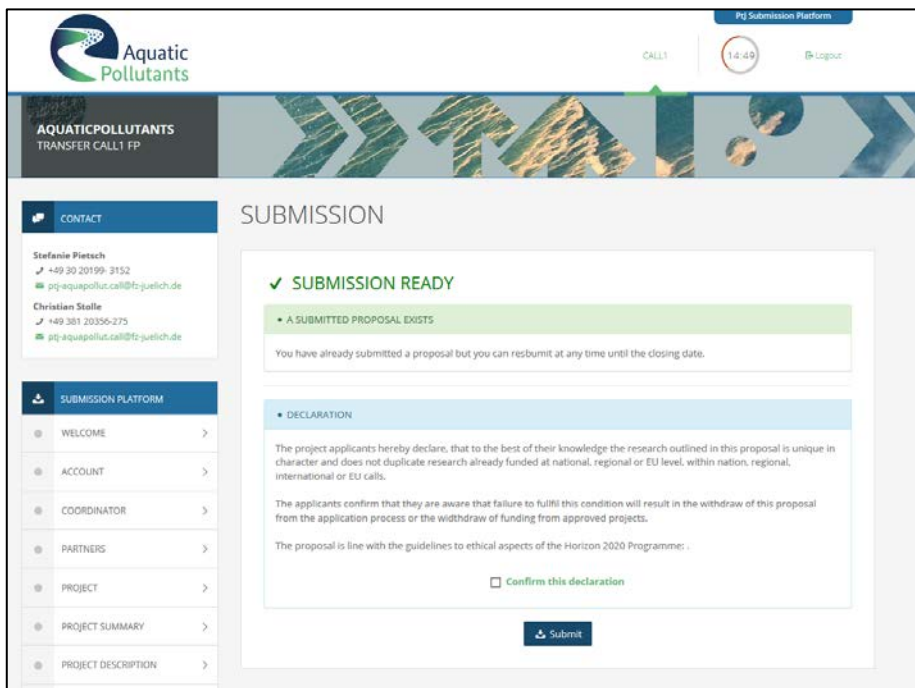 PtJ Submission Platform
Aquatic
Pollutants
CALL1
14:49
Logout
AQUATICPOLLUTANTS
TRANSFER CALL1 FP
CONTACT
Stefanie Pietsch
+49 30 20199- 3152
ptj-aquapollut.call@fz-juelich.de
Christian Stolle
+49 381 20356-275
ptj-aquapollut.call@fz-juelich.de
SUBMISSION PLATFORM
WELCOME
ACCOUNT
COORDINATOR
PARTNERS
PROJECT
PROJECT SUMMARY
PROJECT DESCRIPTION
SUBMISSION
SUBMISSION READY
• A SUBMITTED PROPOSAL EXISTS
You have already submitted a proposal but you can resbumit at any time until the closing date.
• DECLARATION
The project applicants hereby declare, that to the best of their knowledge the research outlined in this proposal is unique in
character and does not duplicate research already funded at national, regional or EU level, within nation, regional,
international or EU calls.
The applicants confirm that they are aware that failure to fullfil this condition will result in the withdraw of this proposal
from the application process or the widthdraw of funding from approved projects.
The proposal is line with the guidelines to ethical aspects of the Horizon 2020 Programme: .
Confirm this declaration
Submit